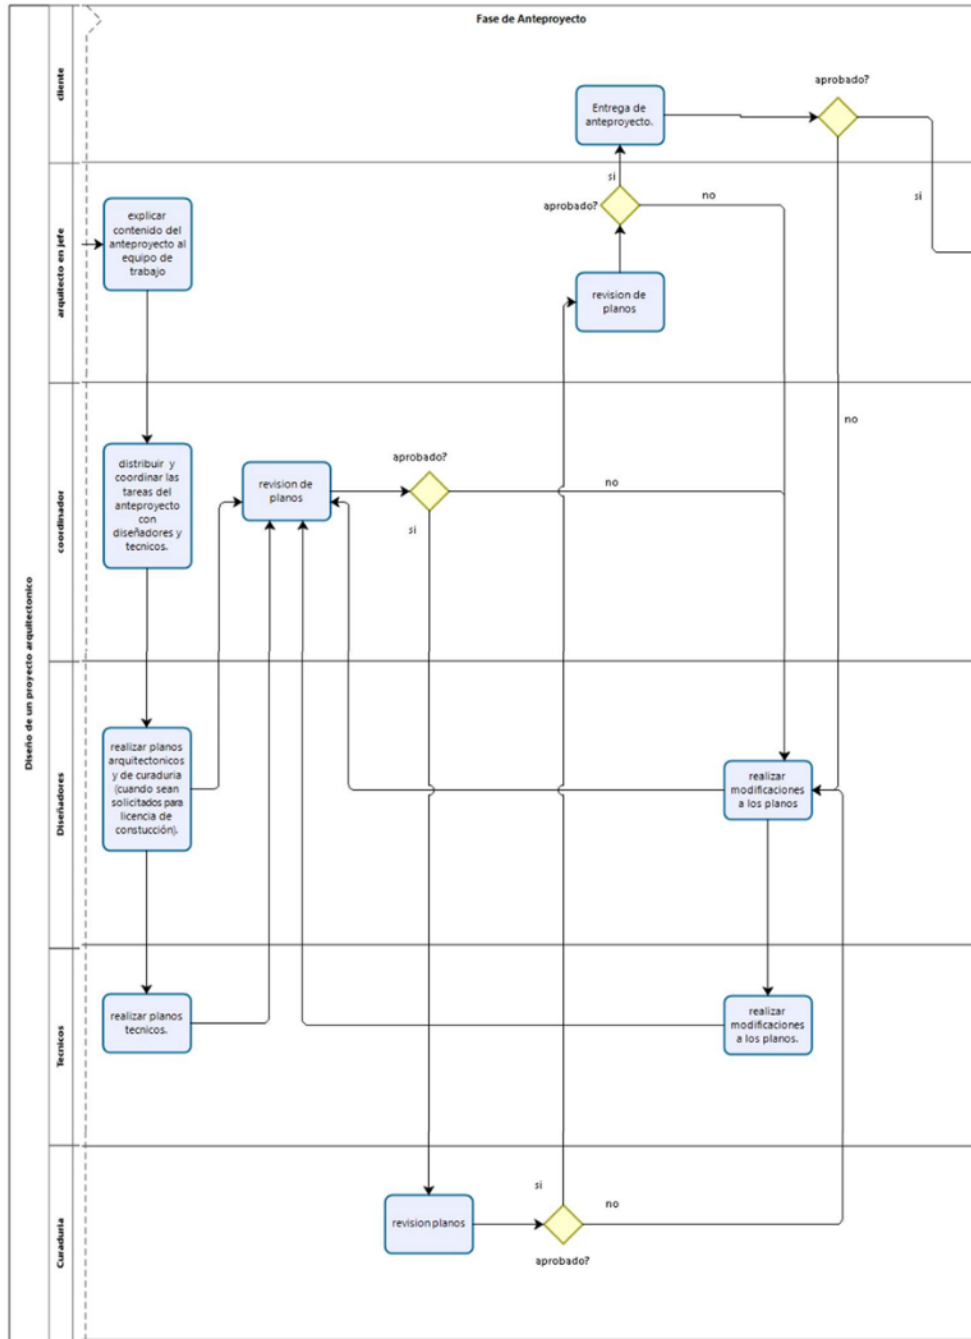 Fase de Anteproyecto
Diseño de un proyecto arquitectonico
cliente
Entrega de
anteproyecto.
aprobado?
si
arquitecto en jefe
explicar
contenido del
anteproyecto al
equipo de
trabajo
aprobado?
si
no
revision de
planos
coordinador
distribuir y
coordinar las
tareas del
anteproyecto
con
diseñadores y
tecnicos.
revision de
planos
aprobado?
si
no
no
Diseñadores
realizar planos
arquitectonicos
y de curaduria
(cuando sean
solicitados para
licencia de
constucción).
realizar
modificaciones
a los planos
Tecnicos
realizar planos
tecnicos.
realizar
modificaciones
a los planos.
Curaduria
revision planos
si
no
aprobado?